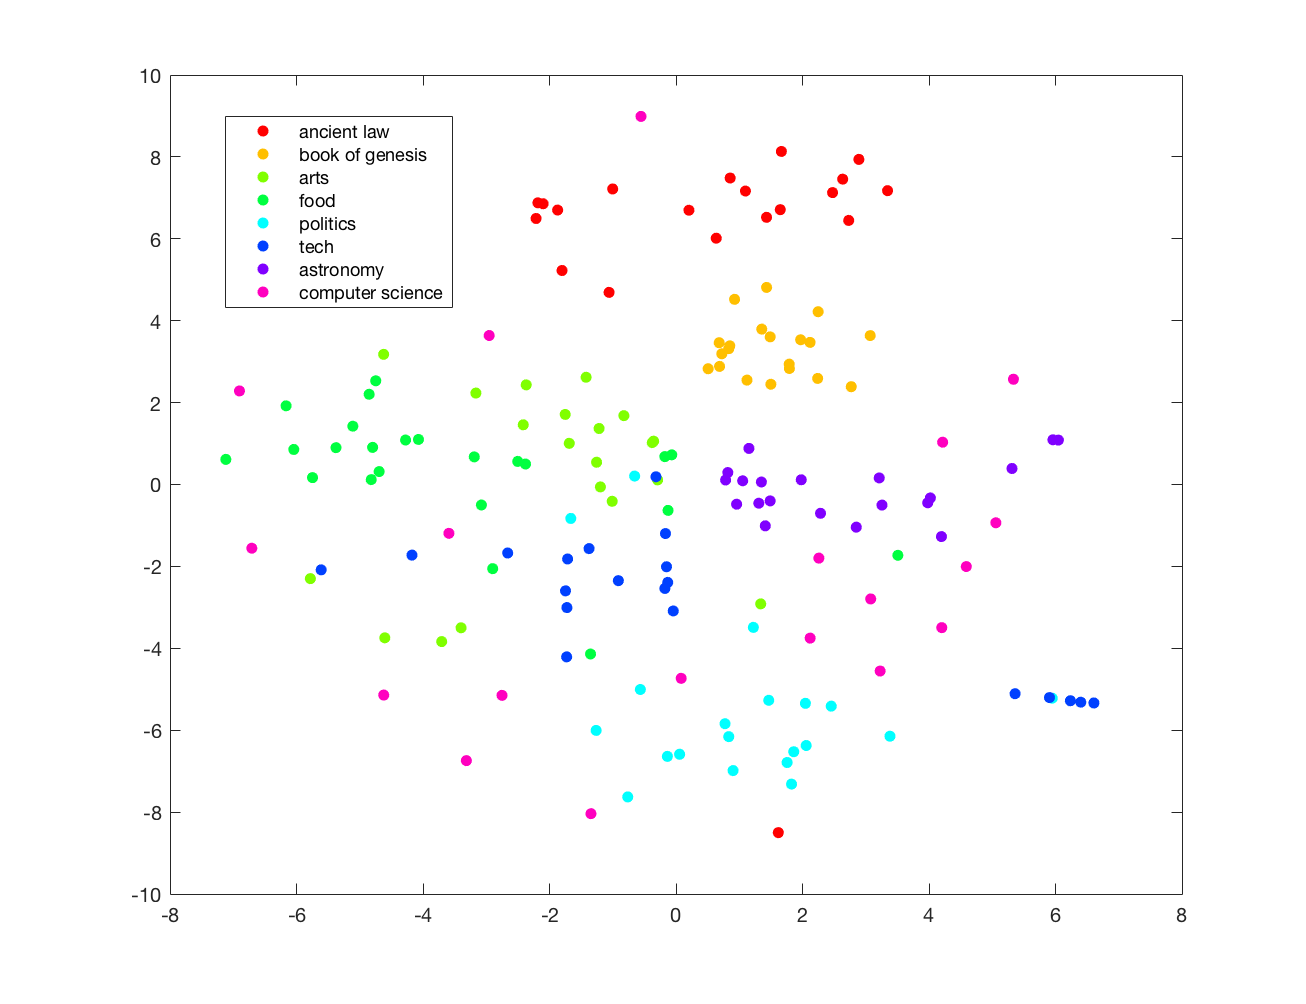 10
8
6
4
2
0
-2
-4
-6
-8
-10
ancient law
book of genesis
arts
food
politics
tech
astronomy
computer science
-8 -6 -4 -2 0 2 4 6 8